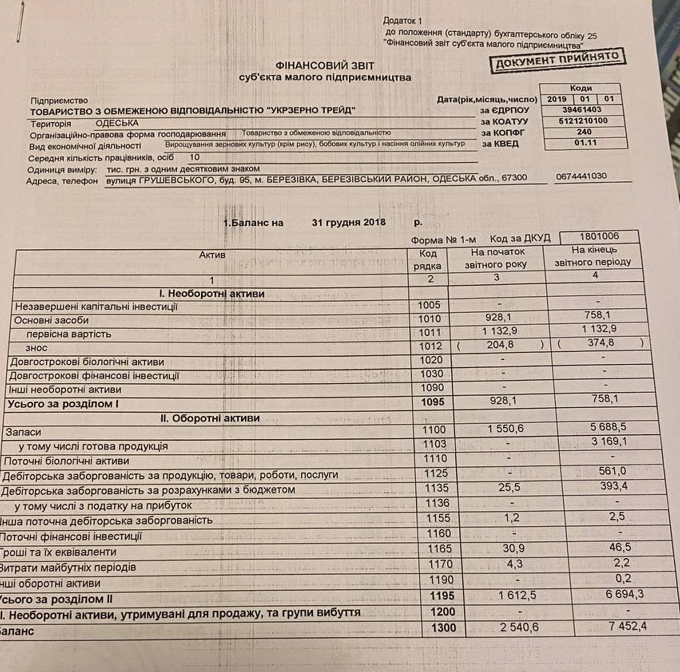 Додаток 1
до положення (стандарту) бухгалтерського обліку 25
"Фінансовий звіт суб'єкта малого підприємництва"
ДОКУМЕНТ ПРИЙНЯТО
ФІНАНСОВИЙ ЗВІТ
суб'єкта малого підприємництва
Коди
Підприємство Дата(рік,місяць,число) 2019 01 01
ТОВАРИСТВО З ОБМЕЖЕНОЮ ВІДПОВІДАЛЬНІСТЮ "УКРЗЕРНО ТРЕЙД" за ЄДРПОУ 39461403
Територія ОДЕСЬКА за КОАТУУ 5121210100
Організаційно-правова форма господарювання Товариство з обмеженою відповідальністю за КОПФГ 240
Вид економічної діяльності Вирощування зернових культур (крім рису), бобових культур і насіння олійних культур за КВЕД 01.11
Середня кількість працівників, осіб 10
Одиниця виміру: тис. грн. з одним десятковим знаком
Адреса, телефон вулиця ГРУШЕВСЬКОГО, буд. 95, м. БЕРЕЗІВКА, БЕРЕЗІВСЬКИЙ РАЙОН, ОДЕСЬКА обл., 67300 0674441030
1.Баланс на 31 грудня 2018 р.
Форма № 1-м Код за ДКУД 1801006
Актив Код рядка На початок звітного року На кінець звітного періоду
1 2 3 4
І. Необоротні активи
Незавершені капітальні інвестиції 1005 - -
Основні засоби 1010 928,1 758,1
первісна вартість 1011 1 132,9 1 132,9
знос 1012 ( 204,8 ) ( 374,8 )
Довгострокові біологічні активи 1020 - -
Довгострокові фінансові інвестиції 1030 - -
Інші необоротні активи 1090 - -
Усього за розділом І 1095 928,1 758,1
ІІ. Оборотні активи
Запаси 1100 1 550,6 5 688,5
у тому числі готова продукція 1103 - 3 169,1
Поточні біологічні активи 1110 - -
Дебіторська заборгованість за продукцію, товари, роботи, послуги 1125 - 561,0
Дебіторська заборгованість за розрахунками з бюджетом 1135 25,5 393,4
у тому числі з податку на прибуток 1136 - -
Інша поточна дебіторська заборгованість 1155 1,2 2,5
Поточні фінансові інвестиції 1160 - -
Гроші та їх еквіваленти 1165 30,9 46,5
Витрати майбутніх періодів 1170 4,3 2,2
нші оборотні активи 1190 - 0,2
Усього за розділом ІІ 1195 1 612,5 6 694,3
І. Необоротні активи, утримувані для продажу, та групи вибуття 1200 - -
Баланс 1300 2 540,6 7 452,4